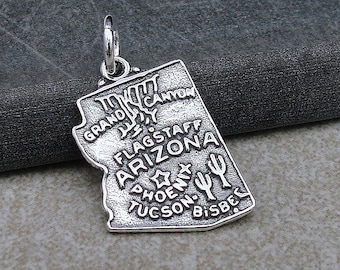 GRAND CANYON
FLAGSTAFF
ARIZONA
PHOENIX
TUCSON
BISBEE